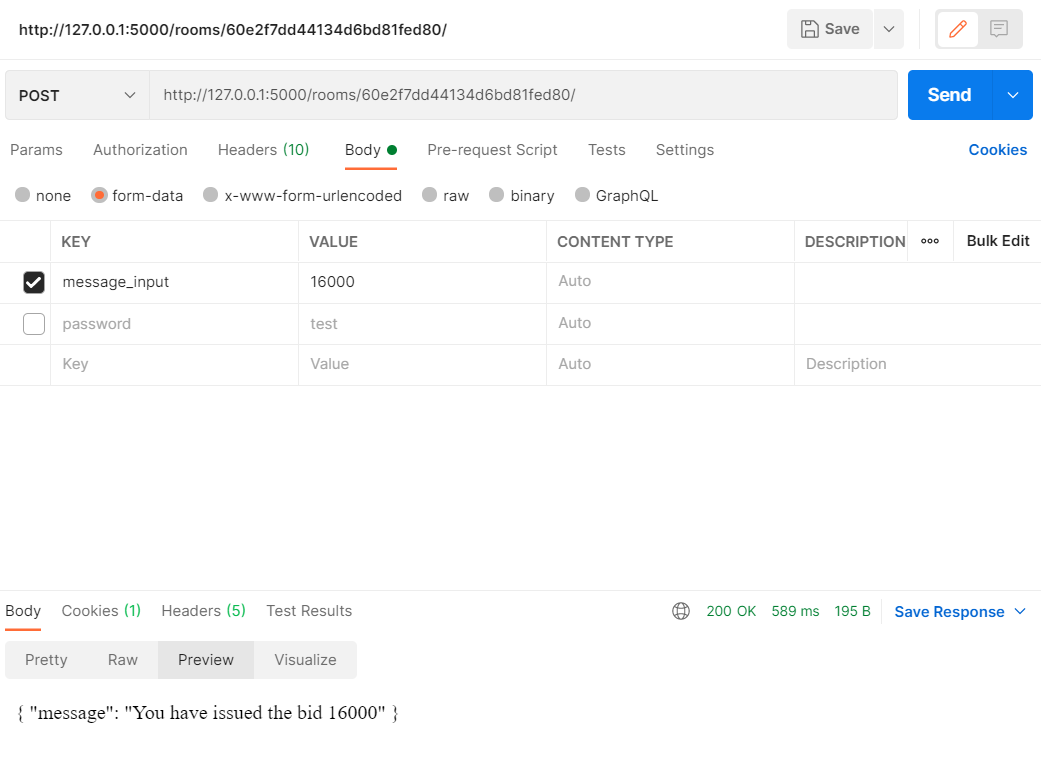 http://127.0.0.1:5000/rooms/60e2f7dd44134d6bd81fed80/ Save
POST http://127.0.0.1:5000/rooms/60e2f7dd44134d6bd81fed80/ Send
Params Authorization Headers (10) Body Pre-request Script Tests Settings Cookies
none form-data x-www-form-urlencoded raw binary GraphQL
KEY VALUE CONTENT TYPE DESCRIPTION ooo Bulk Edit
message_input 16000 Auto
password test Auto
Key Value Auto Description
Body Cookies (1) Headers (5) Test Results 200 OK 589 ms 195 B Save Response
Pretty Raw Preview Visualize
{ "message": "You have issued the bid 16000" }